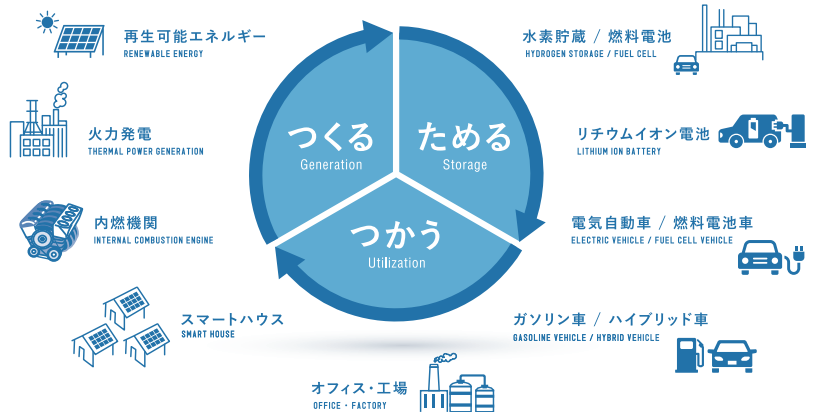 再生可能エネルギー
RENEWABLE ENERGY
火力発電
THERMAL POWER GENERATION
内燃機関
INTERNAL COMBUSTION ENGINE
スマートハウス
SMART HOUSE
つくる
Generation
ためる
Storage
つかう
Utilization
水素貯蔵 / 燃料電池
HYDROGEN STORAGE / FUEL CELL
リチウムイオン電池
LITHIUM ION BATTERY
電気自動車 / 燃料電池車
ELECTRIC VEHICLE / FUEL CELL VEHICLE
ガソリン車 / ハイブリッド車
GASOLINE VEHICLE / HYBRID VEHICLE
オフィス・工場
OFFICE・FACTORY